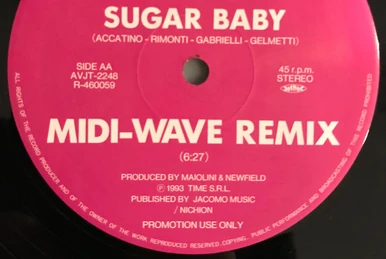 SUGAR BABY
(ACCATINO - RIMONTI - GABRIELLI - GELMETTI)
SIDE AA
AVJT-2248
R-460059
45 r.p.m.
STEREO
MIDI-WAVE REMIX
(6:27)
PRODUCED BY MAIOLINI & NEWFIELD
Ⓟ 1993 TIME S.R.L.
PUBLISHED BY JACOMO MUSIC
/ NICHION
PROMOTION USE ONLY
ALL RIGHTS OF THE RECORD PRODUCER AND OF THE OWNER OF THE WORK REPRODUCED RESERVED. COPYING. PUBLIC PERFORMANCE AND BROADCASTING OF THIS RECORD PROHIBITED